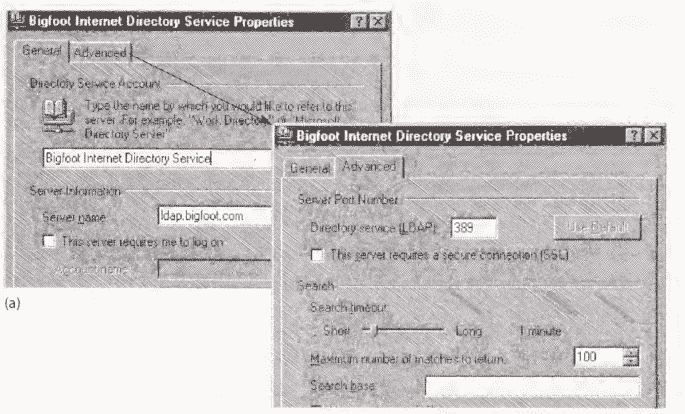 Bigfoot Internet Directory Service Properties
General Advanced
Directory Service Account
Type the name by which you would like to refer to this
server. For example, "Work Directory" or "Microsoft
Directory Server"
Bigfoot Internet Directory Service
Server Information
Server name ldap.bigfoot.com
This server requires me to log on
Account name
(a)
Bigfoot Internet Directory Service Properties
General Advanced
Server Port Number
Directory service (LDAP) 389 Use Default
This server requires a secure connection (SSL)
Search
Search timeout
Short Long 1 minute
Maximum number of matches to return 100
Search base